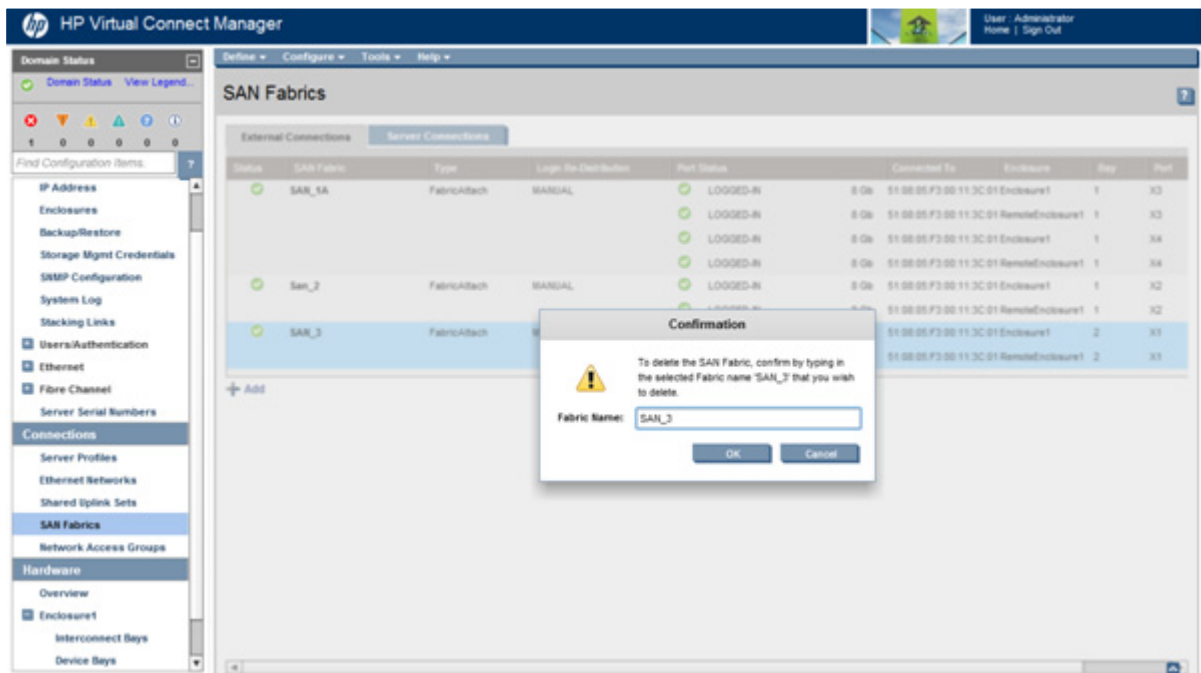 hp HP Virtual Connect Manager
User : Administrator
Home | Sign Out
Domain Status
Domain Status View Legend...
1 0 0 0 0 0
Find Configuration Items. ?
IP Address
Enclosures
Backup/Restore
Storage Mgmt Credentials
SNMP Configuration
System Log
Stacking Links
Users/Authentication
Ethernet
Fibre Channel
Server Serial Numbers
Connections
Server Profiles
Ethernet Networks
Shared Uplink Sets
SAN Fabrics
Network Access Groups
Hardware
Overview
Enclosure1
Interconnect Bays
Device Bays
Define Configure Tools Help
SAN Fabrics ?
External Connections Server Connections
Status SAN Fabric Type Login Re-Distribution Port Status Connected To Enclosure Bay Port
SAN_1A FabricAttach MANUAL LOGGED-IN 8 Gb 51:08:05:F3:00:11:3C:01 Enclosure1 1 X3
LOGGED-IN 8 Gb 51:08:05:F3:00:11:3C:01 RemoteEnclosure1 1 X3
LOGGED-IN 8 Gb 51:08:05:F3:00:11:3C:01 Enclosure1 1 X4
LOGGED-IN 8 Gb 51:08:05:F3:00:11:3C:01 RemoteEnclosure1 1 X4
San_2 FabricAttach MANUAL LOGGED-IN 8 Gb 51:08:05:F3:00:11:3C:01 Enclosure1 1 X2
51:08:05:F3:00:11:3C:01 RemoteEnclosure1 1 X2
SAN_3 FabricAttach 51:08:05:F3:00:11:3C:01 Enclosure1 2 X1
51:08:05:F3:00:11:3C:01 RemoteEnclosure1 2 X1
Add
Confirmation
To delete the SAN Fabric, confirm by typing in
the selected Fabric name 'SAN_3' that you wish
to delete.
Fabric Name: SAN_3
OK Cancel